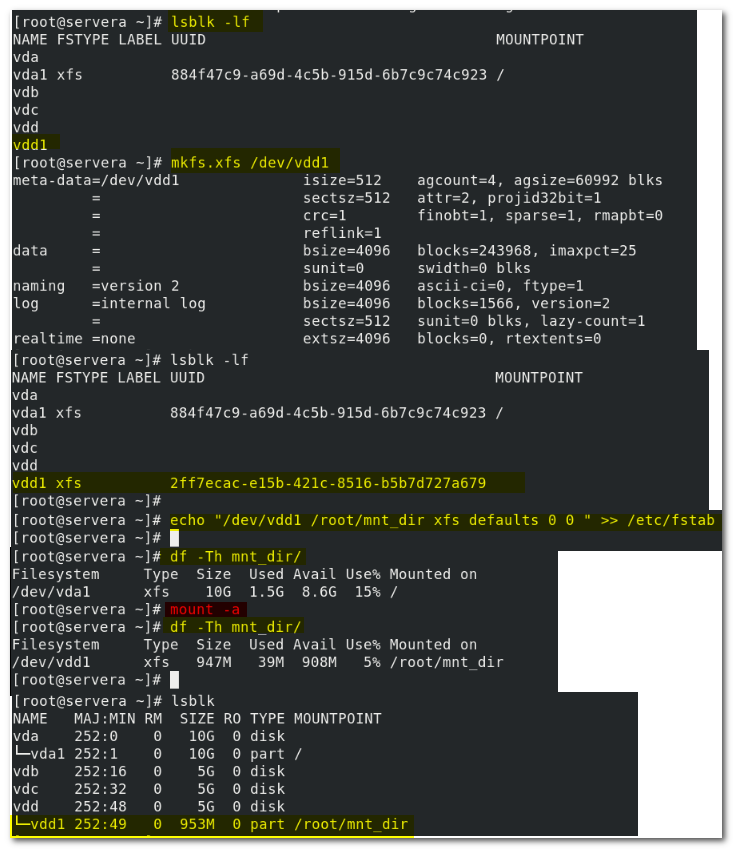 [root@servera ~]# lsblk -lf
NAME FSTYPE LABEL UUID                                 MOUNTPOINT
vda
vda1 xfs          884f47c9-a69d-4c5b-915d-6b7c9c74c923 /
vdb
vdc
vdd
vdd1
[root@servera ~]# mkfs.xfs /dev/vdd1
meta-data=/dev/vdd1              isize=512    agcount=4, agsize=60992 blks
         =                       sectsz=512   attr=2, projid32bit=1
         =                       crc=1        finobt=1, sparse=1, rmapbt=0
         =                       reflink=1
data     =                       bsize=4096   blocks=243968, imaxpct=25
         =                       sunit=0      swidth=0 blks
naming   =version 2              bsize=4096   ascii-ci=0, ftype=1
log      =internal log           bsize=4096   blocks=1566, version=2
         =                       sectsz=512   sunit=0 blks, lazy-count=1
realtime =none                   extsz=4096   blocks=0, rtextents=0
[root@servera ~]# lsblk -lf
NAME FSTYPE LABEL UUID                                 MOUNTPOINT
vda
vda1 xfs          884f47c9-a69d-4c5b-915d-6b7c9c74c923 /
vdb
vdc
vdd
vdd1 xfs          2ff7ecac-e15b-421c-8516-b5b7d727a679
[root@servera ~]#
[root@servera ~]# echo "/dev/vdd1 /root/mnt_dir xfs defaults 0 0 " >> /etc/fstab
[root@servera ~]#
[root@servera ~]# df -Th mnt_dir/
Filesystem     Type  Size  Used Avail Use% Mounted on
/dev/vda1      xfs    10G  1.5G  8.6G  15% /
[root@servera ~]# mount -a
[root@servera ~]# df -Th mnt_dir/
Filesystem     Type  Size  Used Avail Use% Mounted on
/dev/vdd1      xfs   947M   39M  908M   5% /root/mnt_dir
[root@servera ~]#
[root@servera ~]# lsblk
NAME   MAJ:MIN RM  SIZE RO TYPE MOUNTPOINT
vda    252:0    0   10G  0 disk
└─vda1 252:1    0   10G  0 part /
vdb    252:16   0    5G  0 disk
vdc    252:32   0    5G  0 disk
vdd    252:48   0    5G  0 disk
└─vdd1 252:49   0  953M  0 part /root/mnt_dir